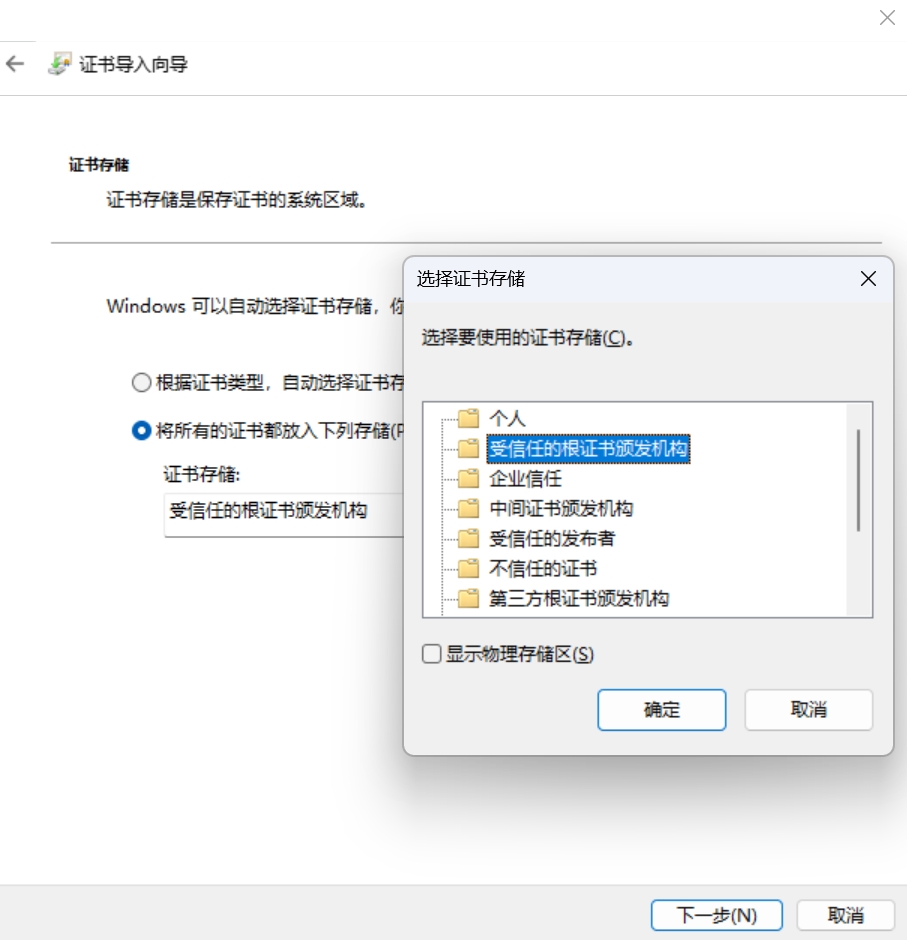 证书导入向导
证书存储
证书存储是保存证书的系统区域。
Windows 可以自动选择证书存储，你
根据证书类型，自动选择证书存
将所有的证书都放入下列存储(P
证书存储:
受信任的根证书颁发机构
选择证书存储
选择要使用的证书存储(C)。
个人
受信任的根证书颁发机构
企业信任
中间证书颁发机构
受信任的发布者
不信任的证书
第三方根证书颁发机构
显示物理存储区(S)
确定
取消
下一步(N)
取消